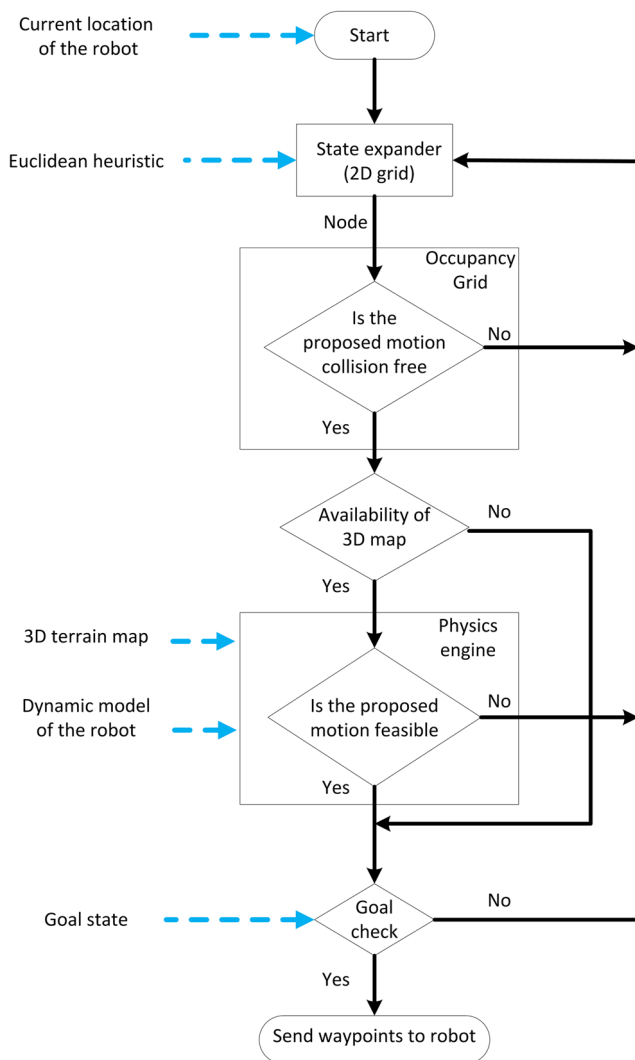 Current location
of the robot
Start
Euclidean heuristic
State expander
(2D grid)
Node
Occupancy
Grid
Is the
proposed motion
collision free
No
Yes
Availability of
3D map
No
Yes
3D terrain map
Physics
engine
Dynamic model
of the robot
Is the proposed
motion feasible
No
Yes
Goal state
Goal
check
No
Yes
Send waypoints to robot